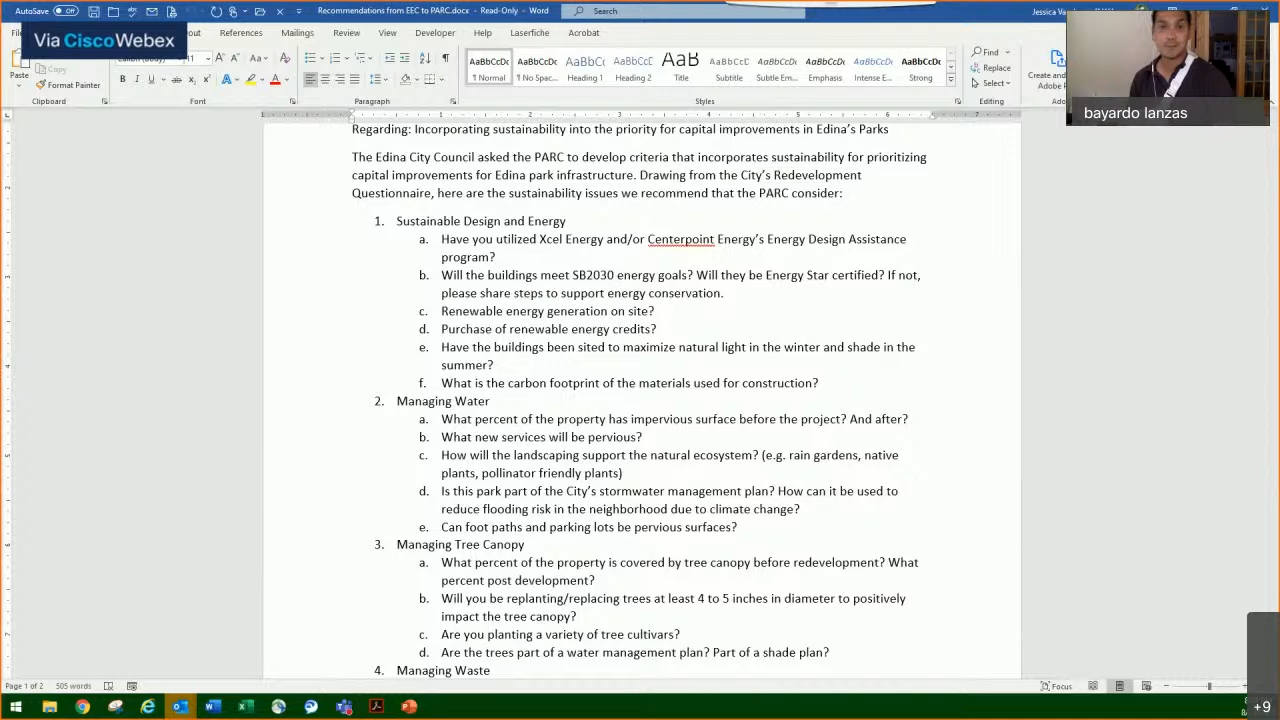 AutoSave Off Recommendations from EEC to PARC.docx - Read-Only - Word Search
Via CiscoWebex
References Mailings Review View Developer Help Laserfiche Acrobat
Paste Copy Format Painter
AaBbCcDc AaBbCcDc AaBbCc AaBbCcC AaB AaBbCcC AaBbCcDc AaBbCcDc AaBbCcDc AaBbCcDc
1 Normal 1 No Spac... Heading 1 Heading 2 Title Subtitle Subtle Em... Emphasis Intense E... Strong
Find Replace Select
Create and Adobe
Clipboard Font Paragraph Styles Editing
bayardo lanzas
Regarding: Incorporating sustainability into the priority for capital improvements in Edina's Parks
The Edina City Council asked the PARC to develop criteria that incorporates sustainability for prioritizing
capital improvements for Edina park infrastructure. Drawing from the City's Redevelopment
Questionnaire, here are the sustainability issues we recommend that the PARC consider:
1. Sustainable Design and Energy
a. Have you utilized Xcel Energy and/or Centerpoint Energy's Energy Design Assistance
program?
b. Will the buildings meet SB2030 energy goals? Will they be Energy Star certified? If not,
please share steps to support energy conservation.
c. Renewable energy generation on site?
d. Purchase of renewable energy credits?
e. Have the buildings been sited to maximize natural light in the winter and shade in the
summer?
f. What is the carbon footprint of the materials used for construction?
2. Managing Water
a. What percent of the property has impervious surface before the project? And after?
b. What new services will be pervious?
c. How will the landscaping support the natural ecosystem? (e.g. rain gardens, native
plants, pollinator friendly plants)
d. Is this park part of the City's stormwater management plan? How can it be used to
reduce flooding risk in the neighborhood due to climate change?
e. Can foot paths and parking lots be pervious surfaces?
3. Managing Tree Canopy
a. What percent of the property is covered by tree canopy before redevelopment? What
percent post development?
b. Will you be replanting/replacing trees at least 4 to 5 inches in diameter to positively
impact the tree canopy?
c. Are you planting a variety of tree cultivars?
d. Are the trees part of a water management plan? Part of a shade plan?
4. Managing Waste
Page 1 of 2 505 words Focus
+9